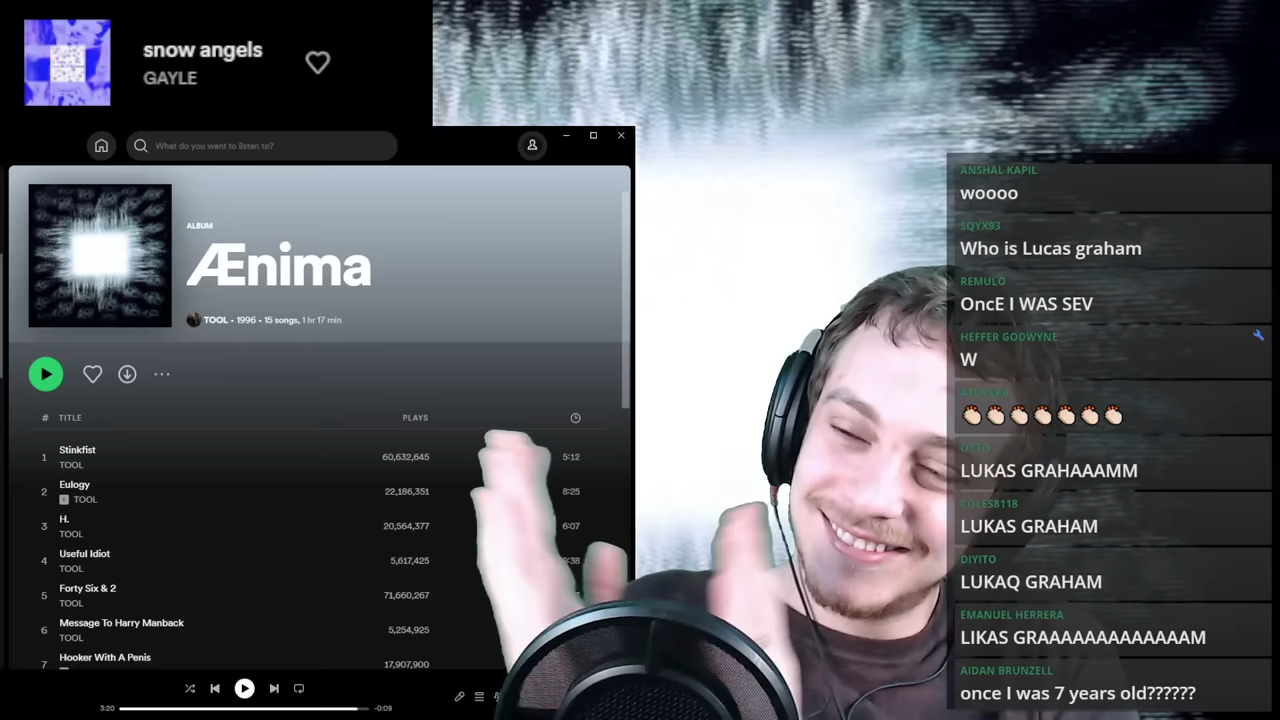 snow angels
GAYLE
What do you want to listen to?
ALBUM
Ænima
TOOL • 1996 • 15 songs, 1 hr 17 min
# TITLE PLAYS
1 Stinkfist 60,632,645 5:12
TOOL
2 Eulogy 22,186,351 8:25
E TOOL
3 H. 20,564,377 6:07
TOOL
4 Useful Idiot 5,617,425 0:38
TOOL
5 Forty Six & 2 71,660,267
TOOL
6 Message To Harry Manback 5,254,925
TOOL
7 Hooker With A Penis 17,907,900
3:20 -0:09
ANSHAL KAPIL
woooo
SQYX93
Who is Lucas graham
REMULO
OncE I WAS SEV
HEFFER GODWYNE
W
OCTO
LUKAS GRAHAAAMM
COLES8118
LUKAS GRAHAM
DIYITO
LUKAQ GRAHAM
EMANUEL HERRERA
LIKAS GRAAAAAAAAAAAAAM
AIDAN BRUNZELL
once I was 7 years old??????